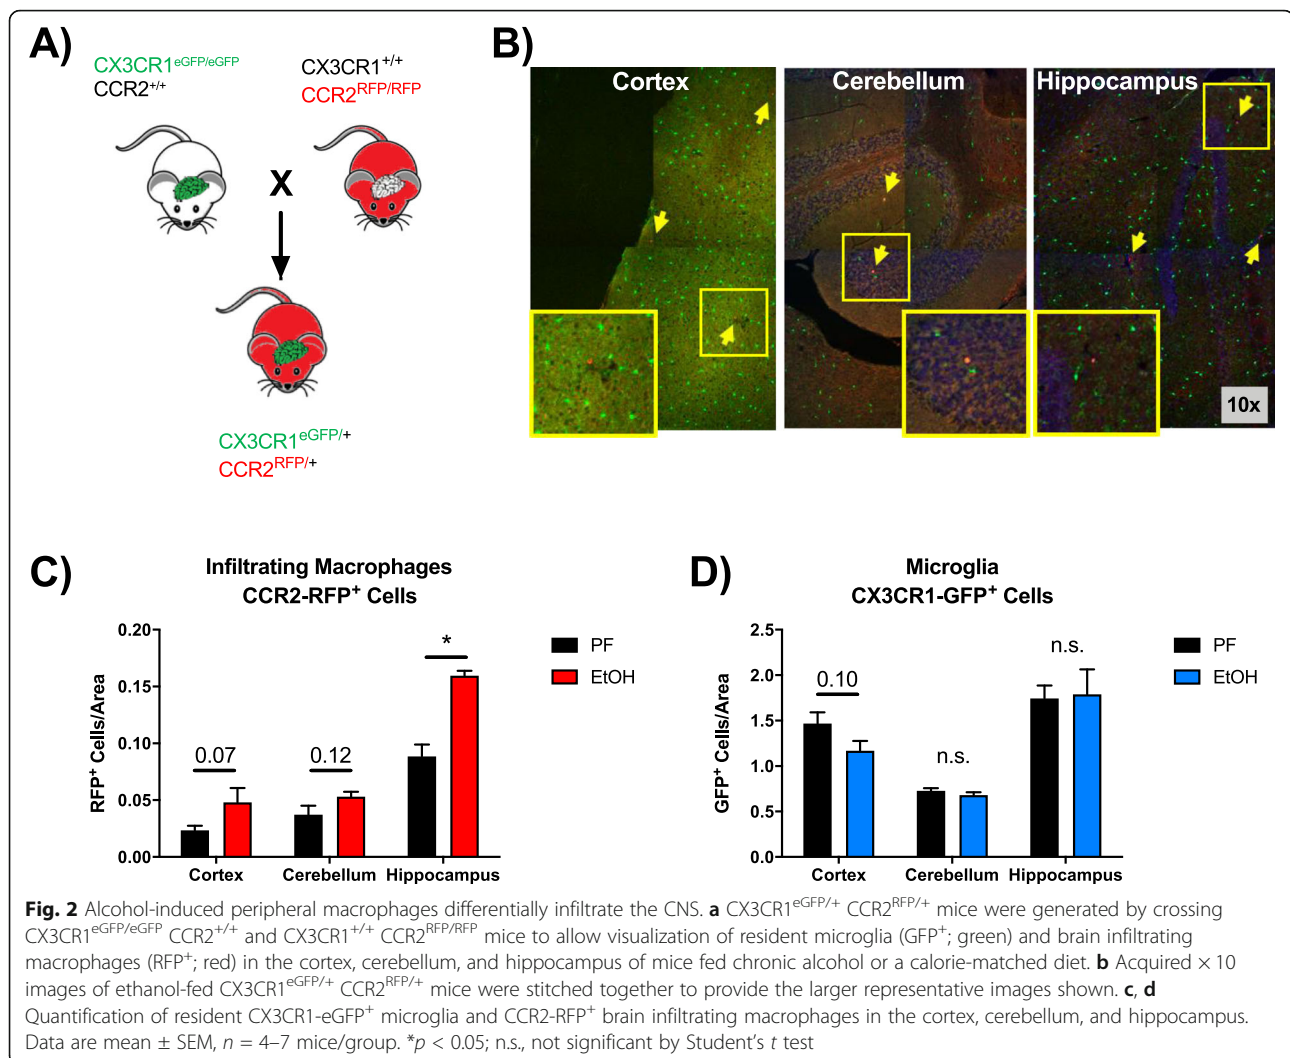 A)
CX3CR1eGFP/eGFP
CCR2+/+
CX3CR1+/+
CCR2RFP/RFP
X
CX3CR1eGFP/+
CCR2RFP/+
B)
Cortex
Cerebellum
Hippocampus
10x
C)
Infiltrating Macrophages
CCR2-RFP+ Cells
RFP+ Cells/Area
0.20
0.15
0.10
0.05
0.00
0.07
0.12
*
Cortex
Cerebellum
Hippocampus
PF
EtOH
D)
Microglia
CX3CR1-GFP+ Cells
GFP+ Cells/Area
2.5
2.0
1.5
1.0
0.5
0.0
0.10
n.s.
n.s.
Cortex
Cerebellum
Hippocampus
PF
EtOH
Fig. 2 Alcohol-induced peripheral macrophages differentially infiltrate the CNS. a CX3CR1eGFP/+ CCR2RFP/+ mice were generated by crossing
CX3CR1eGFP/eGFP CCR2+/+ and CX3CR1+/+ CCR2RFP/RFP mice to allow visualization of resident microglia (GFP+; green) and brain infiltrating
macrophages (RFP+; red) in the cortex, cerebellum, and hippocampus of mice fed chronic alcohol or a calorie-matched diet. b Acquired × 10
images of ethanol-fed CX3CR1eGFP/+ CCR2RFP/+ mice were stitched together to provide the larger representative images shown. c, d
Quantification of resident CX3CR1-eGFP+ microglia and CCR2-RFP+ brain infiltrating macrophages in the cortex, cerebellum, and hippocampus.
Data are mean ± SEM, n = 4–7 mice/group. *p < 0.05; n.s., not significant by Student's t test